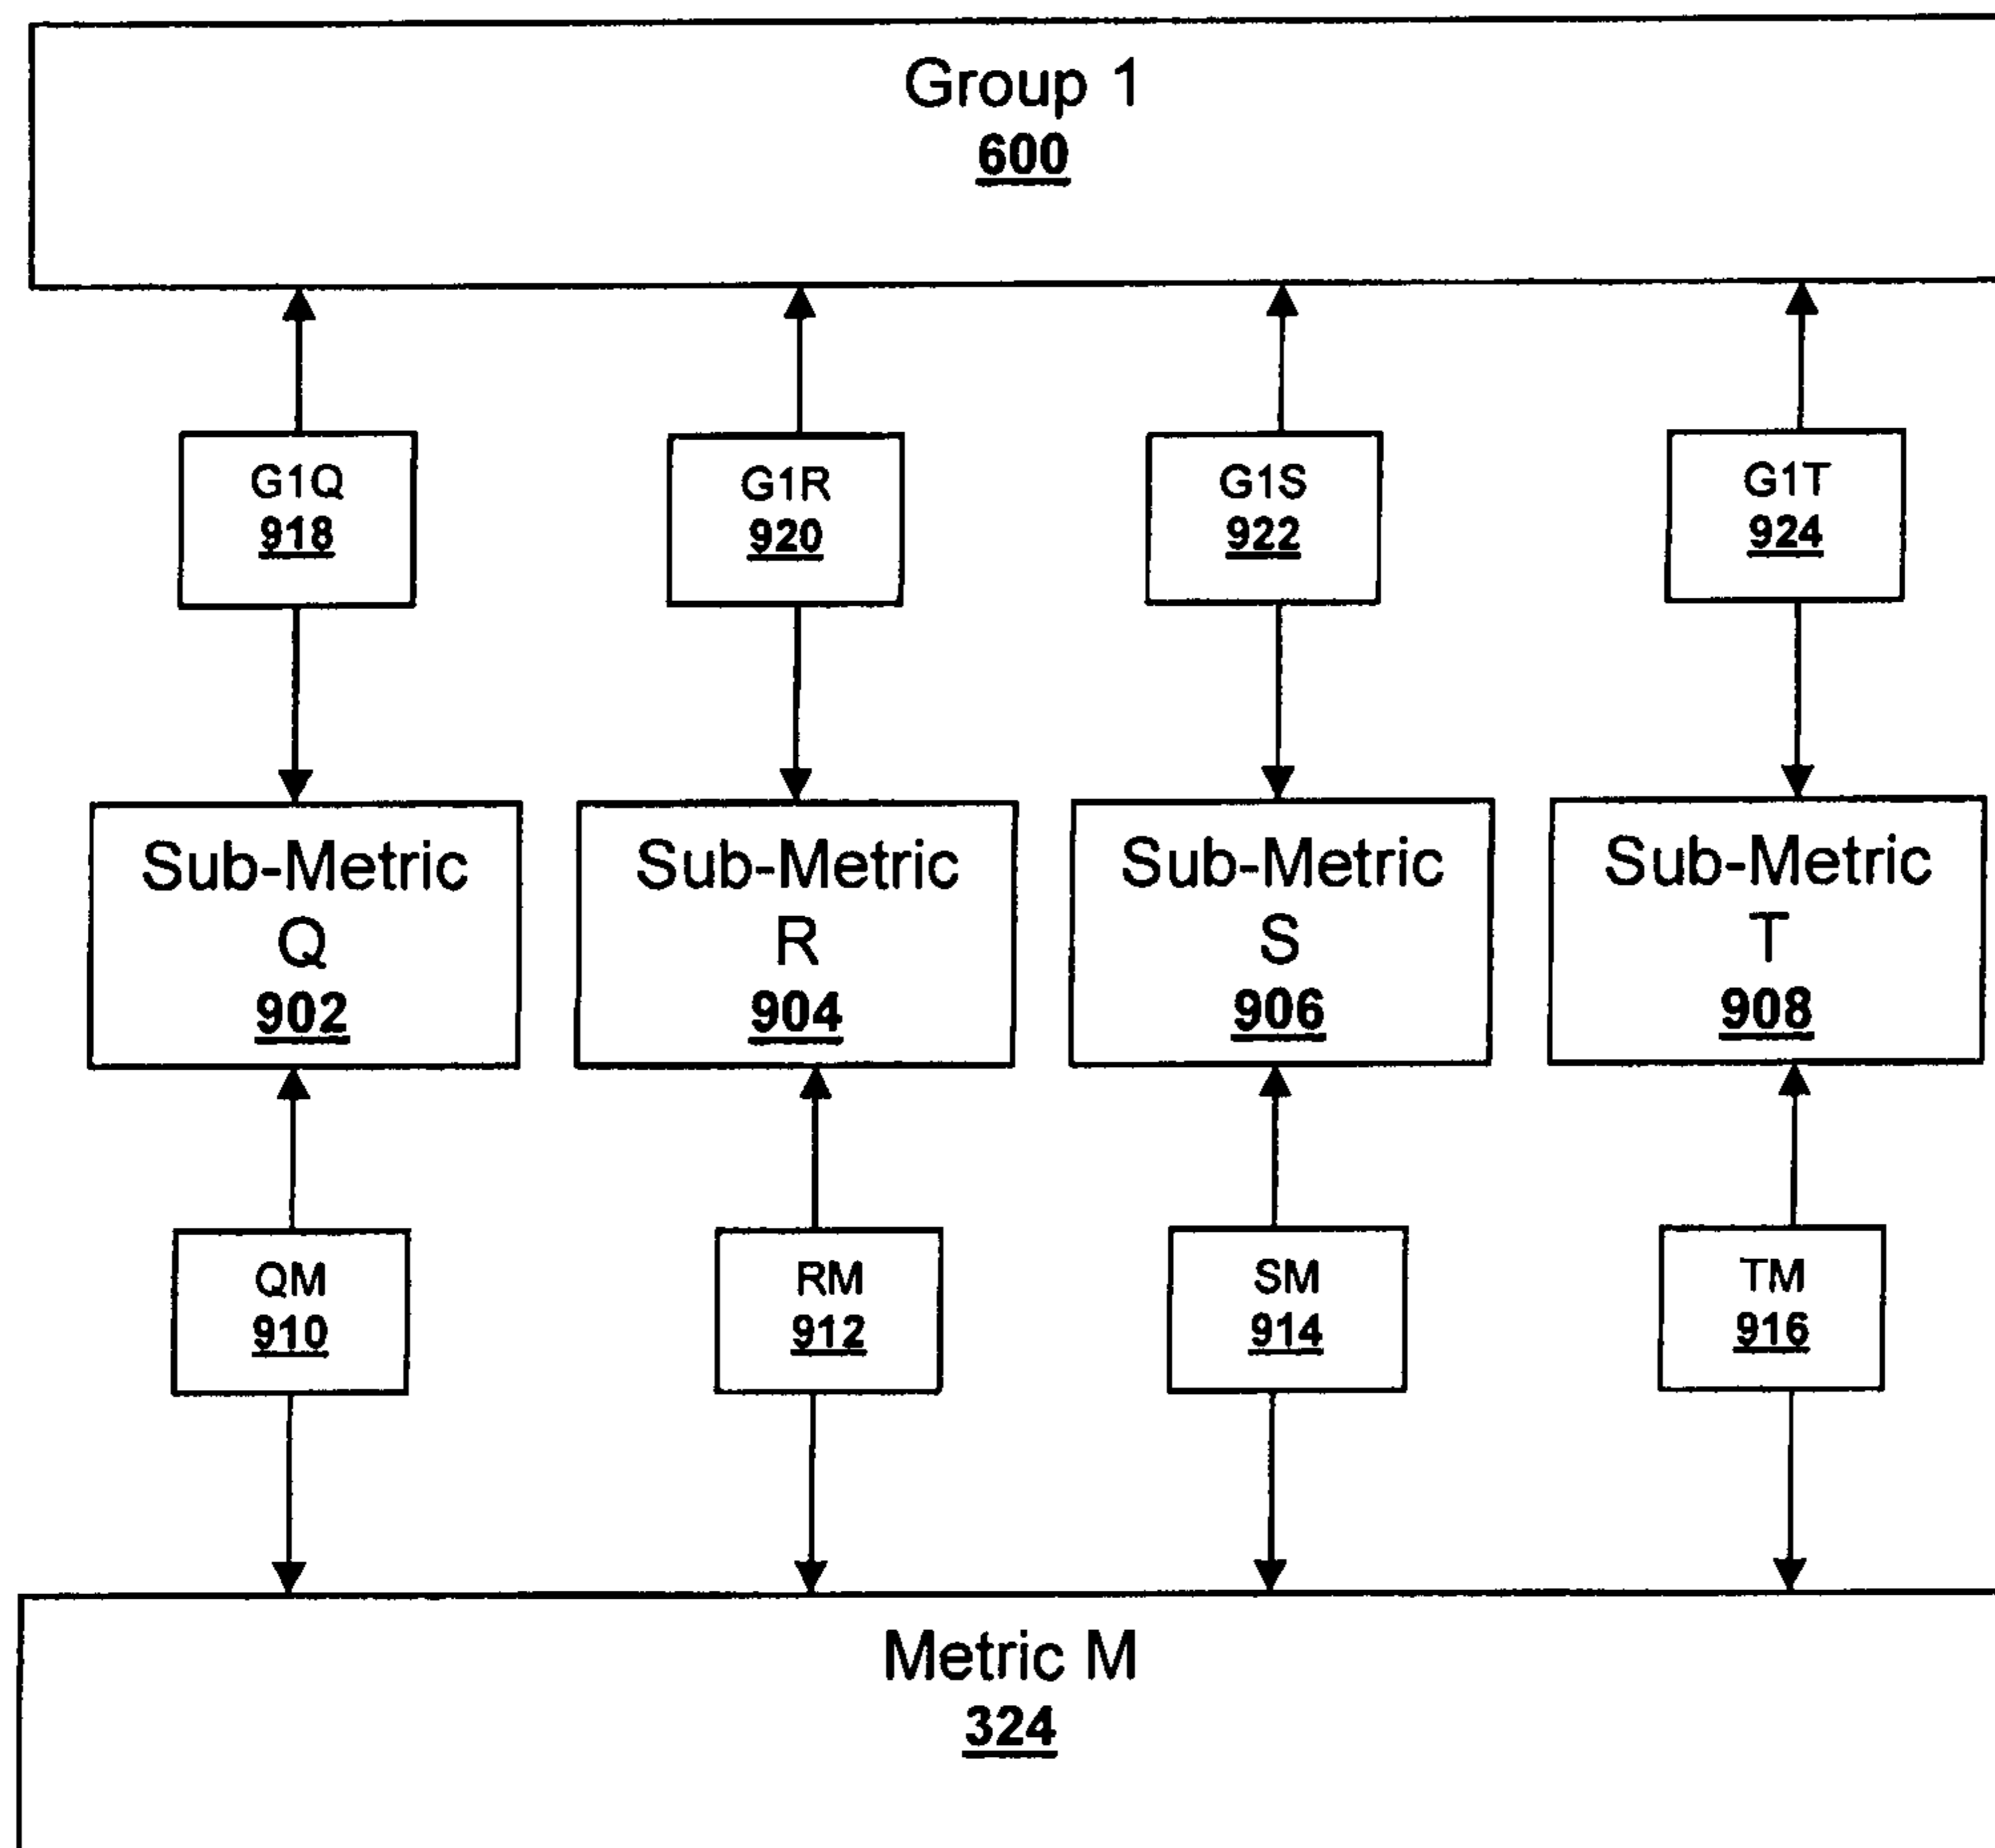 Group 1
600
G1Q
918
G1R
920
G1S
922
G1T
924
Sub-Metric
Q
902
Sub-Metric
R
904
Sub-Metric
S
906
Sub-Metric
T
908
QM
910
RM
912
SM
914
TM
916
Metric M
324